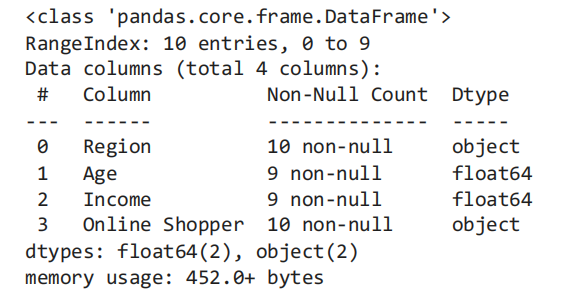 <class 'pandas.core.frame.DataFrame'>
RangeIndex: 10 entries, 0 to 9
Data columns (total 4 columns):
 #   Column          Non-Null Count  Dtype
---  ------          --------------  -----
 0   Region          10 non-null     object
 1   Age             9 non-null      float64
 2   Income          9 non-null      float64
 3   Online Shopper  10 non-null     object
dtypes: float64(2), object(2)
memory usage: 452.0+ bytes